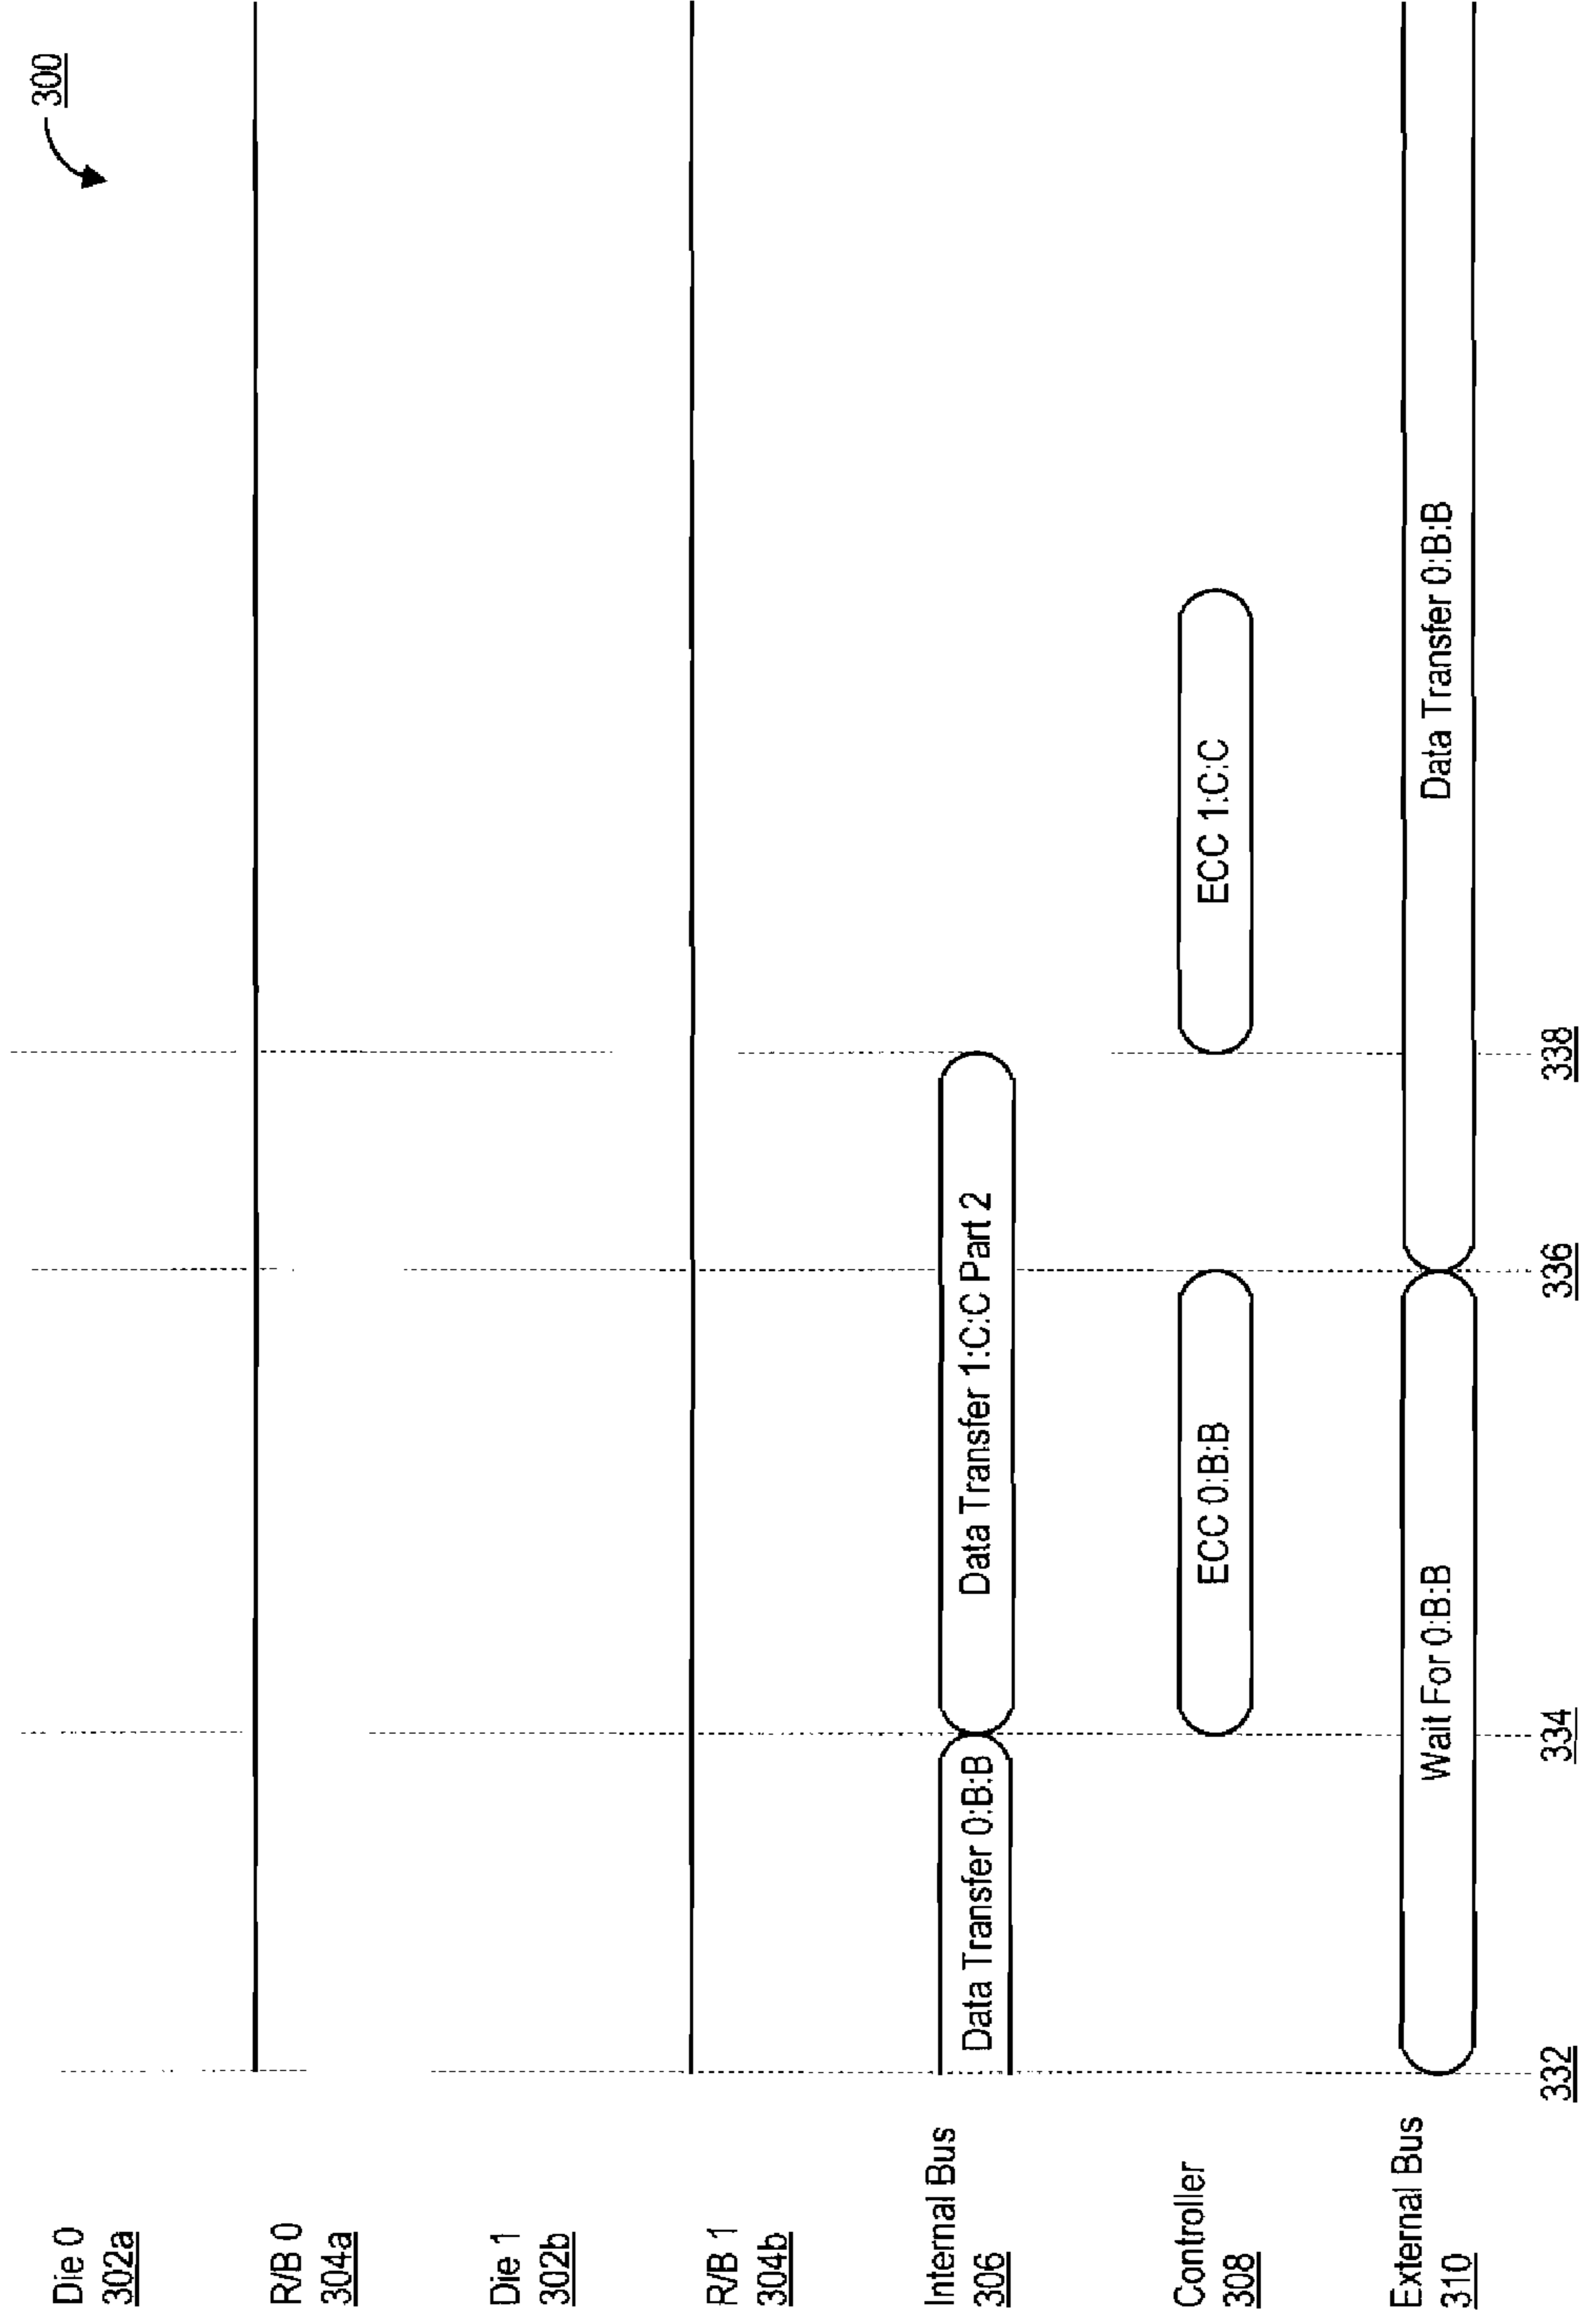 300
Die 0
302a
R/B 0
304a
Die 1
302b
R/B 1
304b
Internal Bus
306
Data Transfer 0:B:B
Data Transfer 1:C:C Part 2
Controller
308
ECC 0:B:B
ECC 1:C:C
External Bus
310
Wait For 0:B:B
Data Transfer 0:B:B
332
334
336
338